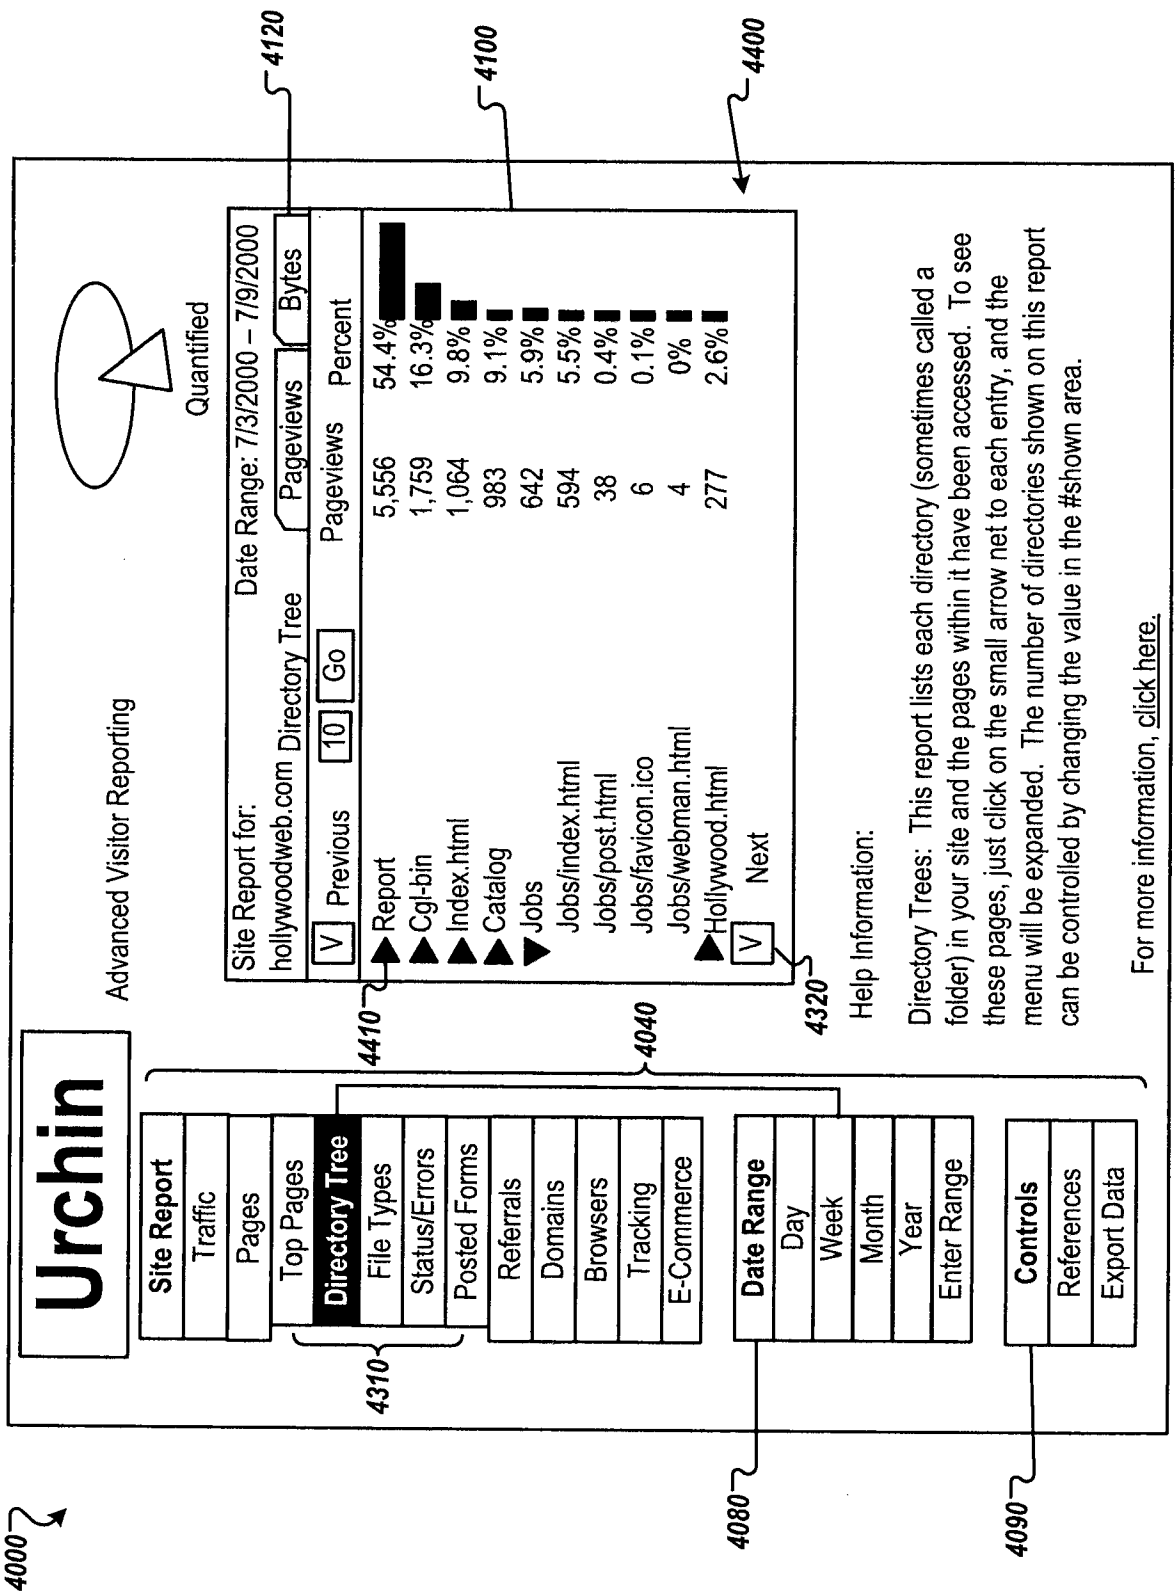 4000
Urchin
Advanced Visitor Reporting
Quantified
Site Report
Traffic
Pages
Top Pages
Directory Tree
File Types
Status/Errors
Posted Forms
Referrals
Domains
Browsers
Tracking
E-Commerce
4310
4040
Date Range
Day
Week
Month
Year
Enter Range
4080
Controls
References
Export Data
4090
Site Report for: Date Range: 7/3/2000 – 7/9/2000
hollywoodweb.com Directory Tree Pageviews Bytes
4120
V Previous 10 Go Pageviews Percent
Report 5,556 54.4%
4410
Cgl-bin 1,759 16.3%
Index.html 1,064 9.8%
Catalog 983 9.1%
Jobs 642 5.9%
4100
Jobs/index.html 594 5.5%
Jobs/post.html 38 0.4%
Jobs/favicon.ico 6 0.1%
Jobs/webman.html 4 0%
Hollywood.html 277 2.6%
V Next
4320
4400
Help Information:
Directory Trees: This report lists each directory (sometimes called a
folder) in your site and the pages within it have been accessed. To see
these pages, just click on the small arrow net to each entry, and the
menu will be expanded. The number of directories shown on this report
can be controlled by changing the value in the #shown area.
For more information, click here.